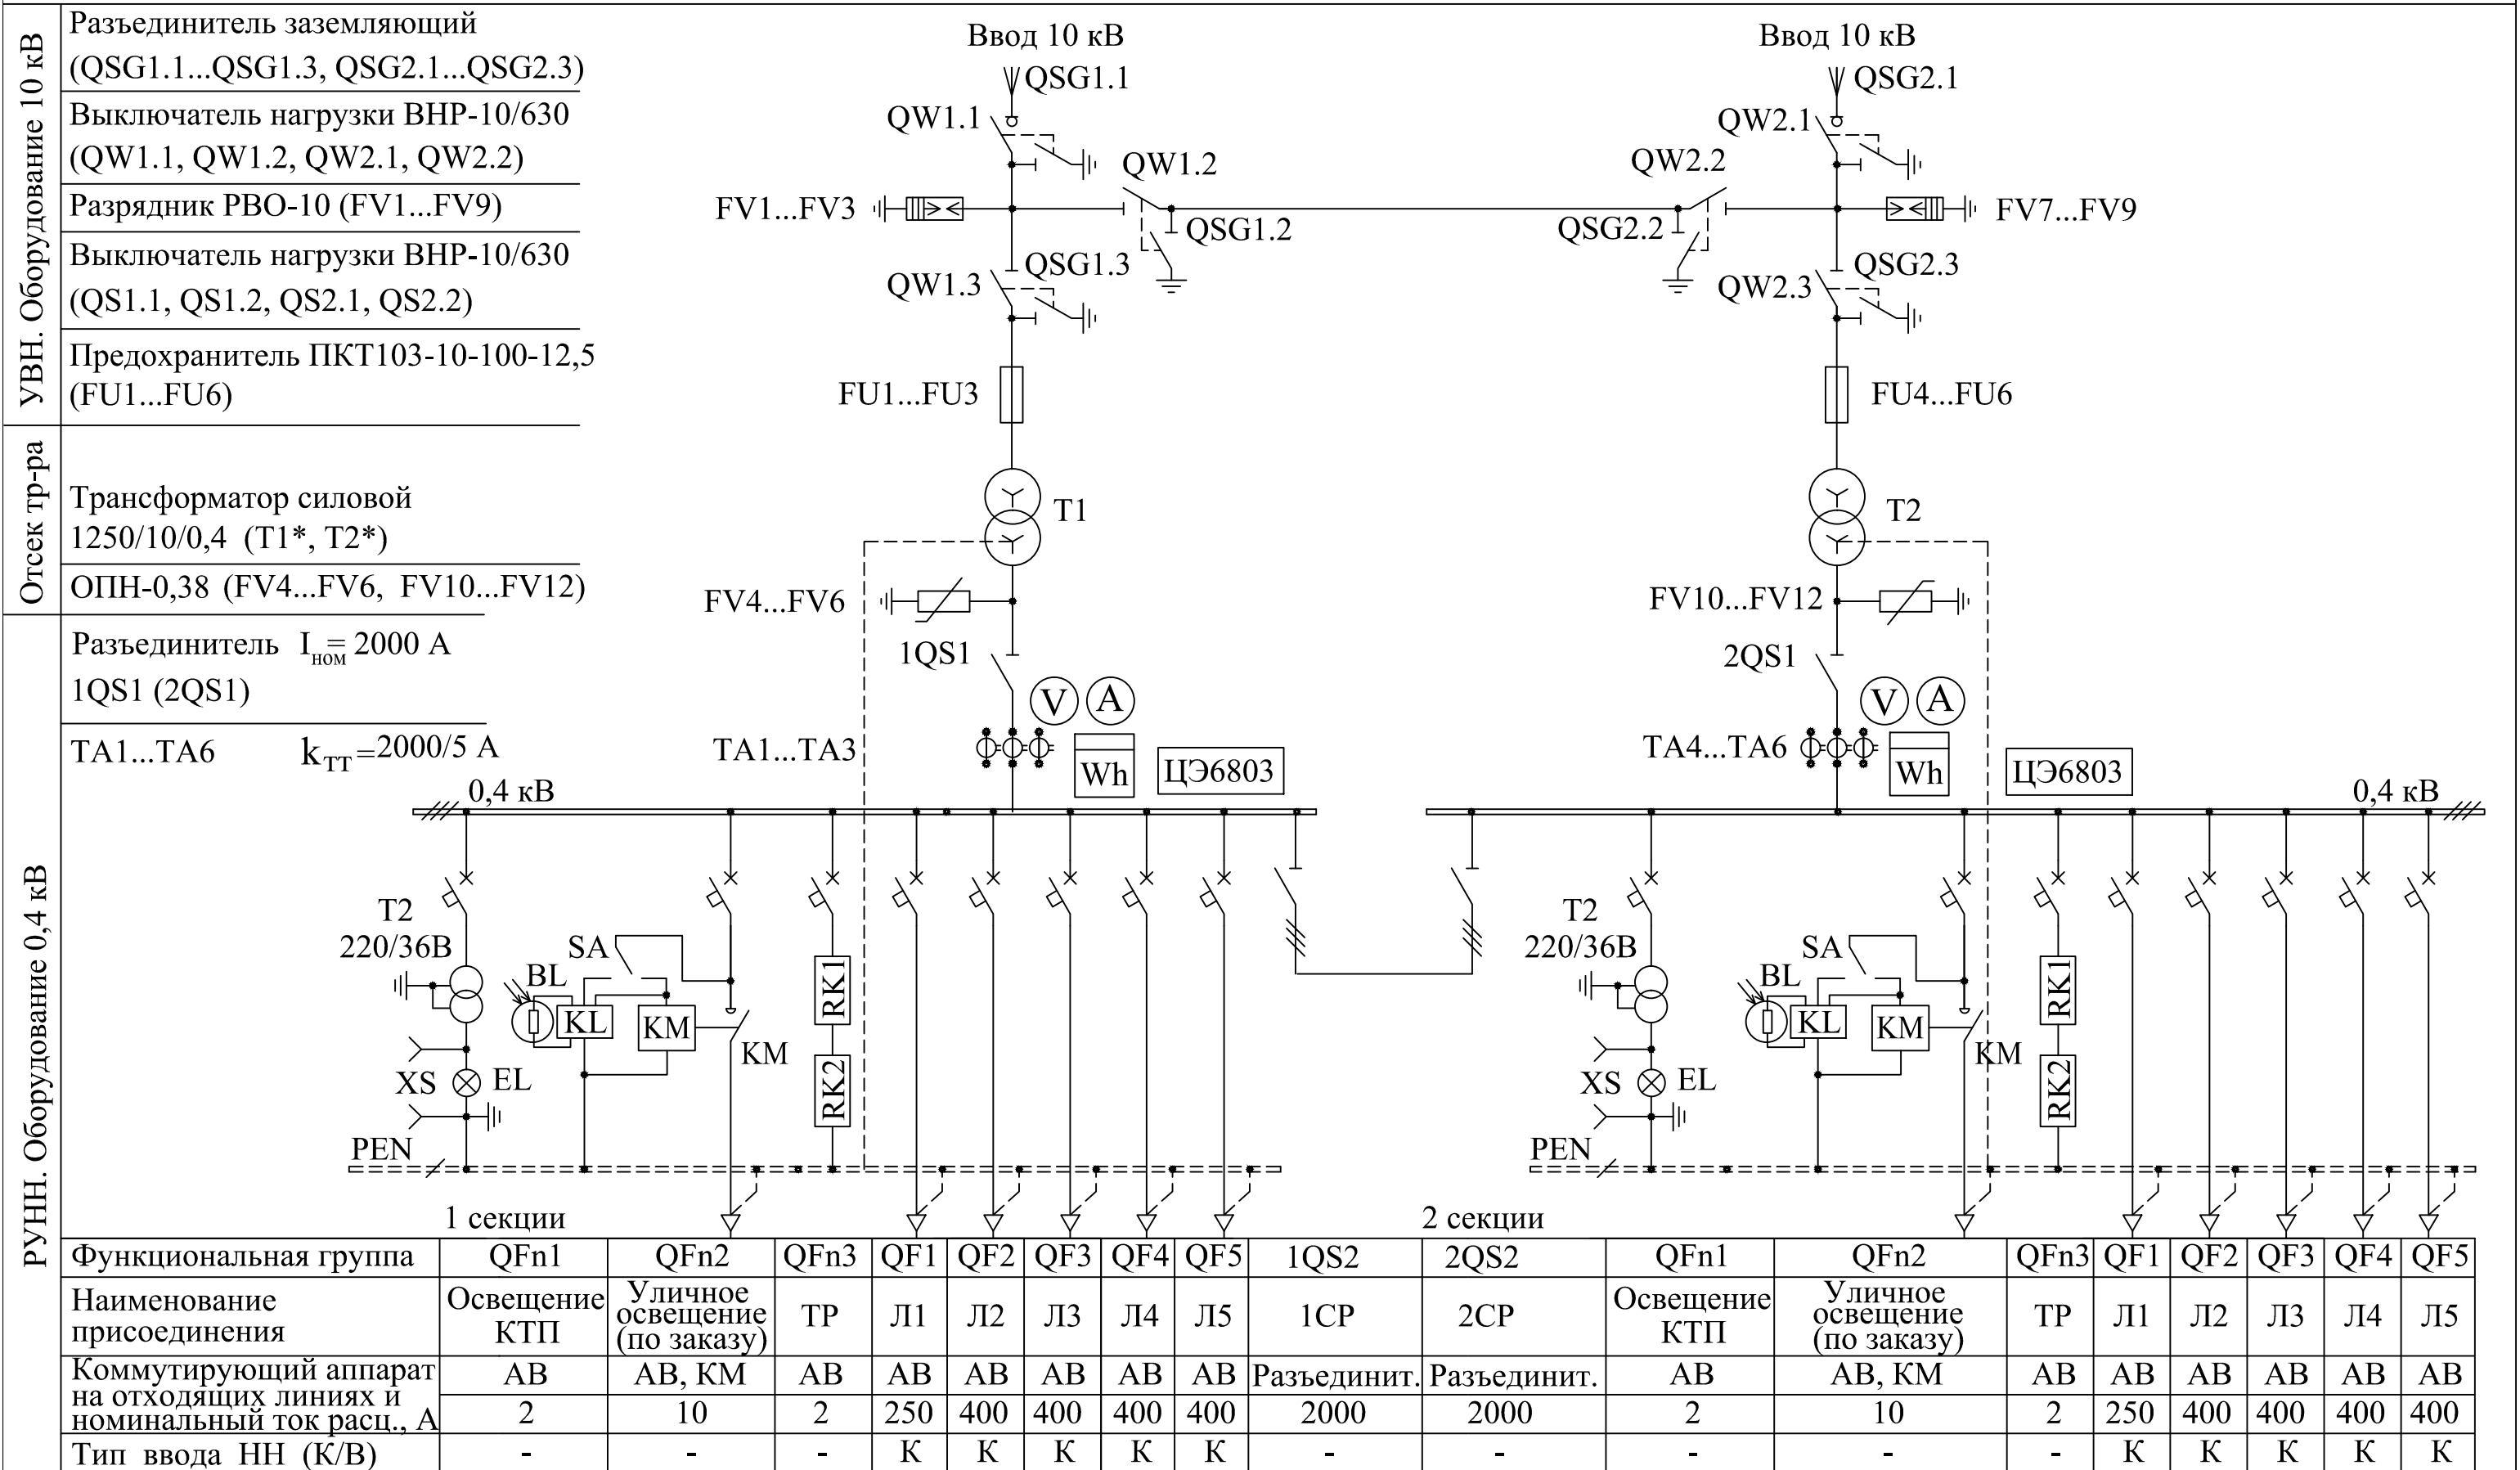 УВН. Оборудование 10 кВ
Разъединитель заземляющий
(QSG1.1...QSG1.3, QSG2.1...QSG2.3)
Выключатель нагрузки ВНР-10/630
(QW1.1, QW1.2, QW2.1, QW2.2)
Разрядник РВО-10 (FV1...FV9)
Выключатель нагрузки ВНР-10/630
(QS1.1, QS1.2, QS2.1, QS2.2)
Предохранитель ПКТ103-10-100-12,5
(FU1...FU6)
Отсек тр-ра
Трансформатор силовой
1250/10/0,4 (Т1*, Т2*)
ОПН-0,38 (FV4...FV6, FV10...FV12)
РУНН. Оборудование 0,4 кВ
Разъединитель Iном= 2000 А
1QS1 (2QS1)
ТА1...ТА6 kТТ=2000/5 А
Ввод 10 кВ
QSG1.1
QW1.1
QW1.2
FV1...FV3
QSG1.2
QSG1.3
QW1.3
FU1...FU3
Т1
FV4...FV6
1QS1
V A
ТА1...ТА3
Wh
ЦЭ6803
0,4 кВ
Ввод 10 кВ
QSG2.1
QW2.1
QW2.2
FV7...FV9
QSG2.2
QSG2.3
QW2.3
FU4...FU6
Т2
FV10...FV12
2QS1
V A
ТА4...ТА6
Wh
ЦЭ6803
0,4 кВ
Т2
220/36В
SA
BL
KL
KM
KM
RK1
RK2
XS
EL
PEN
1 секции
Т2
220/36В
SA
BL
KL
KM
KM
RK1
RK2
XS
EL
PEN
2 секции
Функциональная группа QFn1 QFn2 QFn3 QF1 QF2 QF3 QF4 QF5 1QS2 2QS2 QFn1 QFn2 QFn3 QF1 QF2 QF3 QF4 QF5
Наименование
присоединения
Освещение
КТП
Уличное
освещение
(по заказу)
ТР Л1 Л2 Л3 Л4 Л5 1СР 2СР
Освещение
КТП
Уличное
освещение
(по заказу)
ТР Л1 Л2 Л3 Л4 Л5
Коммутирующий аппарат
на отходящих линиях и
номинальный ток расц., А
АВ АВ, КМ АВ АВ АВ АВ АВ АВ Разъединит. Разъединит. АВ АВ, КМ АВ АВ АВ АВ АВ АВ
2 10 2 250 400 400 400 400 2000 2000 2 10 2 250 400 400 400 400
Тип ввода НН (К/В) - - - К К К К К - - - - - К К К К К